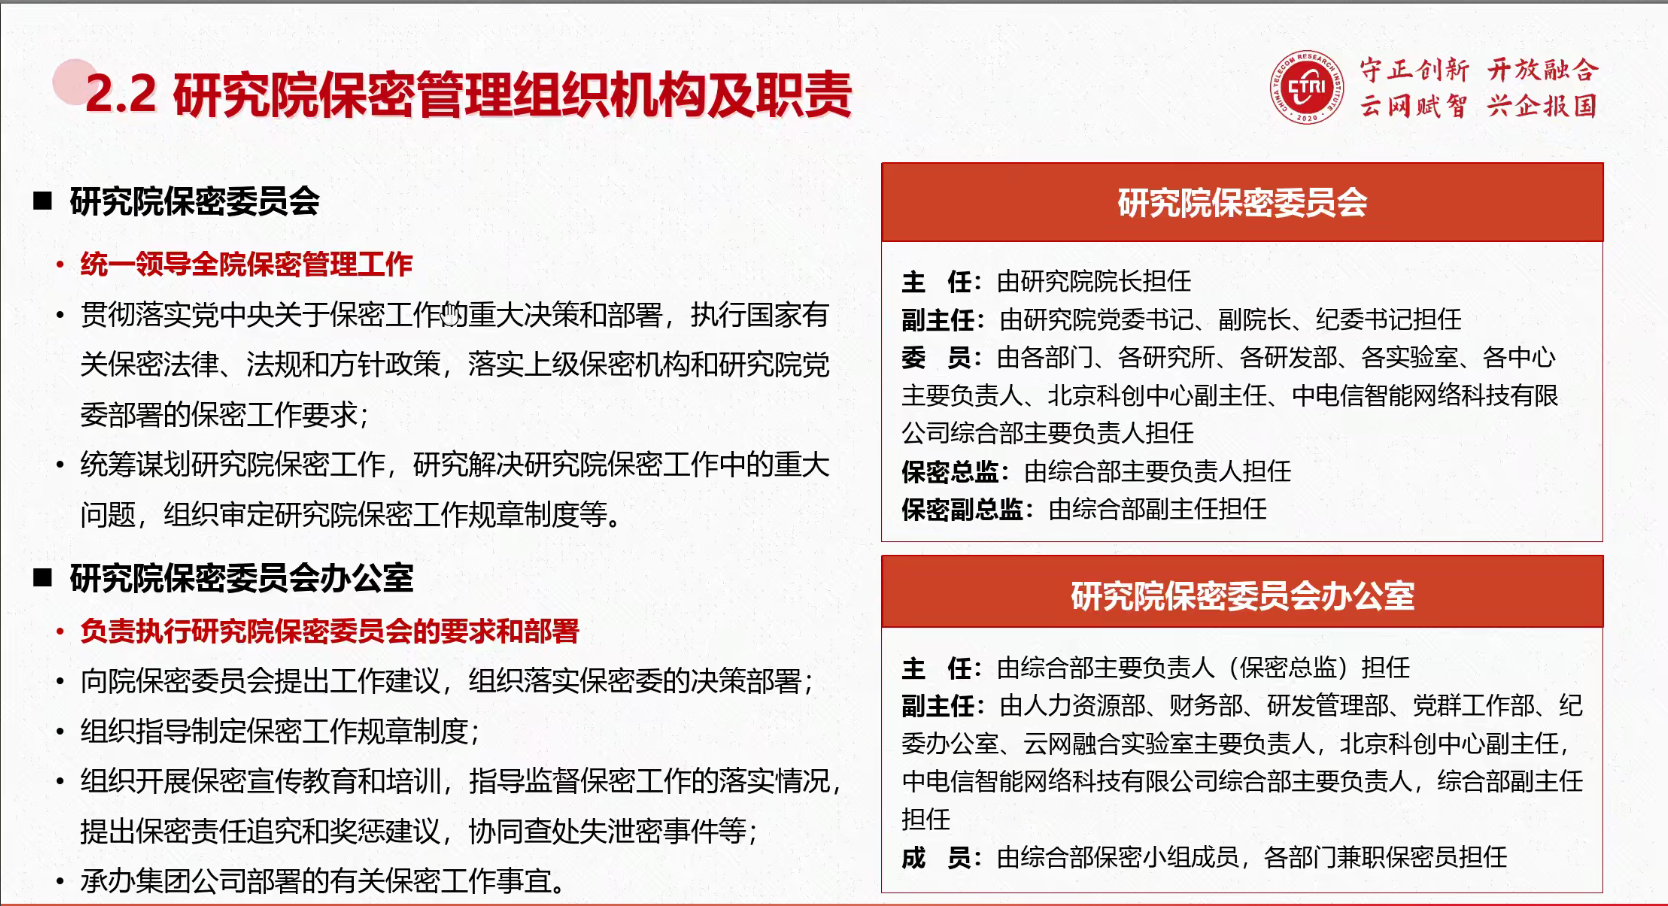 2.2 研究院保密管理组织机构及职责
CHINA TELECOM RESEARCH INSTITUTE
CTRI
2020
守正创新 开放融合
云网赋智 兴企报国
■ 研究院保密委员会
• 统一领导全院保密管理工作
• 贯彻落实党中央关于保密工作的重大决策和部署，执行国家有
关保密法律、法规和方针政策，落实上级保密机构和研究院党
委部署的保密工作要求；
• 统筹谋划研究院保密工作，研究解决研究院保密工作中的重大
问题，组织审定研究院保密工作规章制度等。
■ 研究院保密委员会办公室
• 负责执行研究院保密委员会的要求和部署
• 向院保密委员会提出工作建议，组织落实保密委的决策部署；
• 组织指导制定保密工作规章制度；
• 组织开展保密宣传教育和培训，指导监督保密工作的落实情况，
提出保密责任追究和奖惩建议，协同查处失泄密事件等；
• 承办集团公司部署的有关保密工作事宜。
研究院保密委员会
主 任：由研究院院长担任
副主任：由研究院党委书记、副院长、纪委书记担任
委 员：由各部门、各研究所、各研发部、各实验室、各中心
主要负责人、北京科创中心副主任、中电信智能网络科技有限
公司综合部主要负责人担任
保密总监：由综合部主要负责人担任
保密副总监：由综合部副主任担任
研究院保密委员会办公室
主 任：由综合部主要负责人（保密总监）担任
副主任：由人力资源部、财务部、研发管理部、党群工作部、纪
委办公室、云网融合实验室主要负责人，北京科创中心副主任，
中电信智能网络科技有限公司综合部主要负责人，综合部副主任
担任
成 员：由综合部保密小组成员，各部门兼职保密员担任